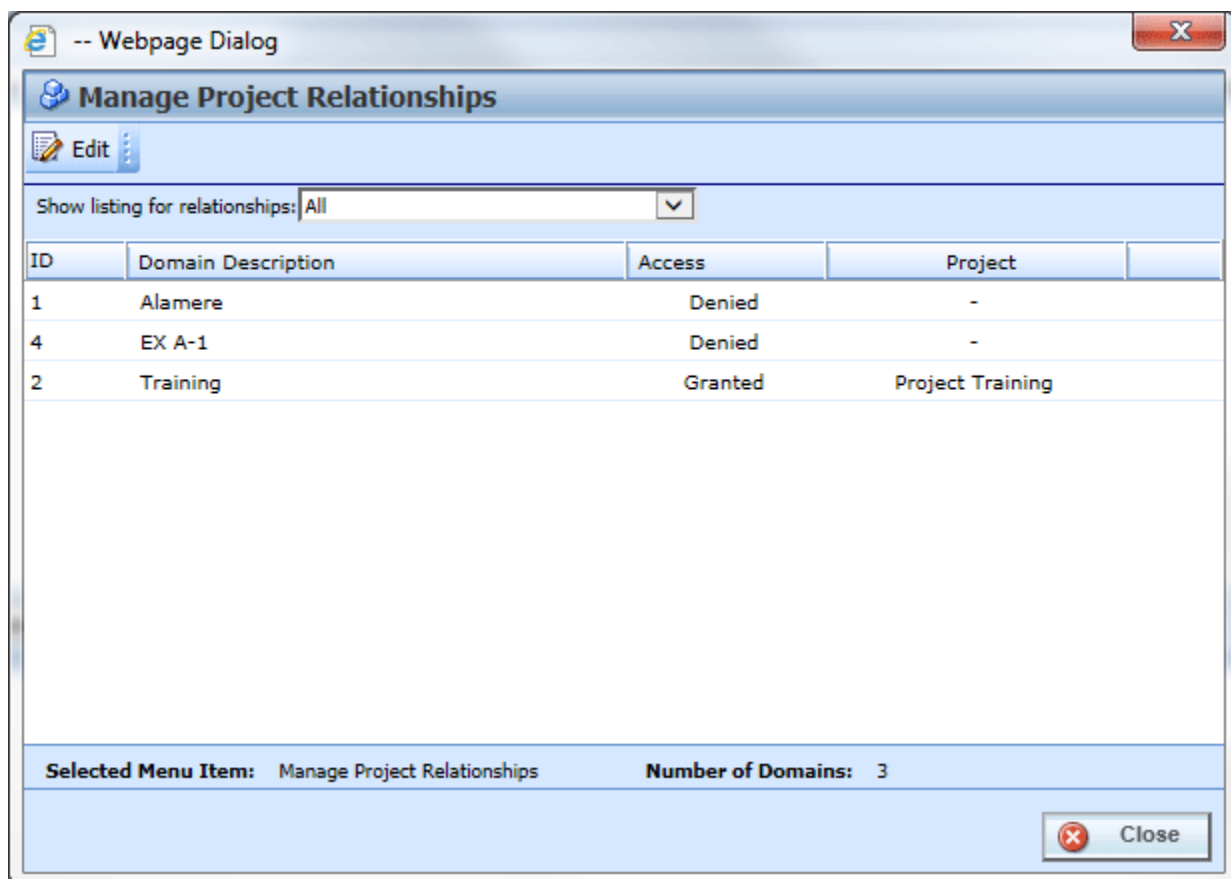 -- Webpage Dialog
Manage Project Relationships
Edit
Show listing for relationships: All
ID Domain Description Access Project
1 Alamere Denied -
4 EX A-1 Denied -
2 Training Granted Project Training
Selected Menu Item: Manage Project Relationships Number of Domains: 3
Close